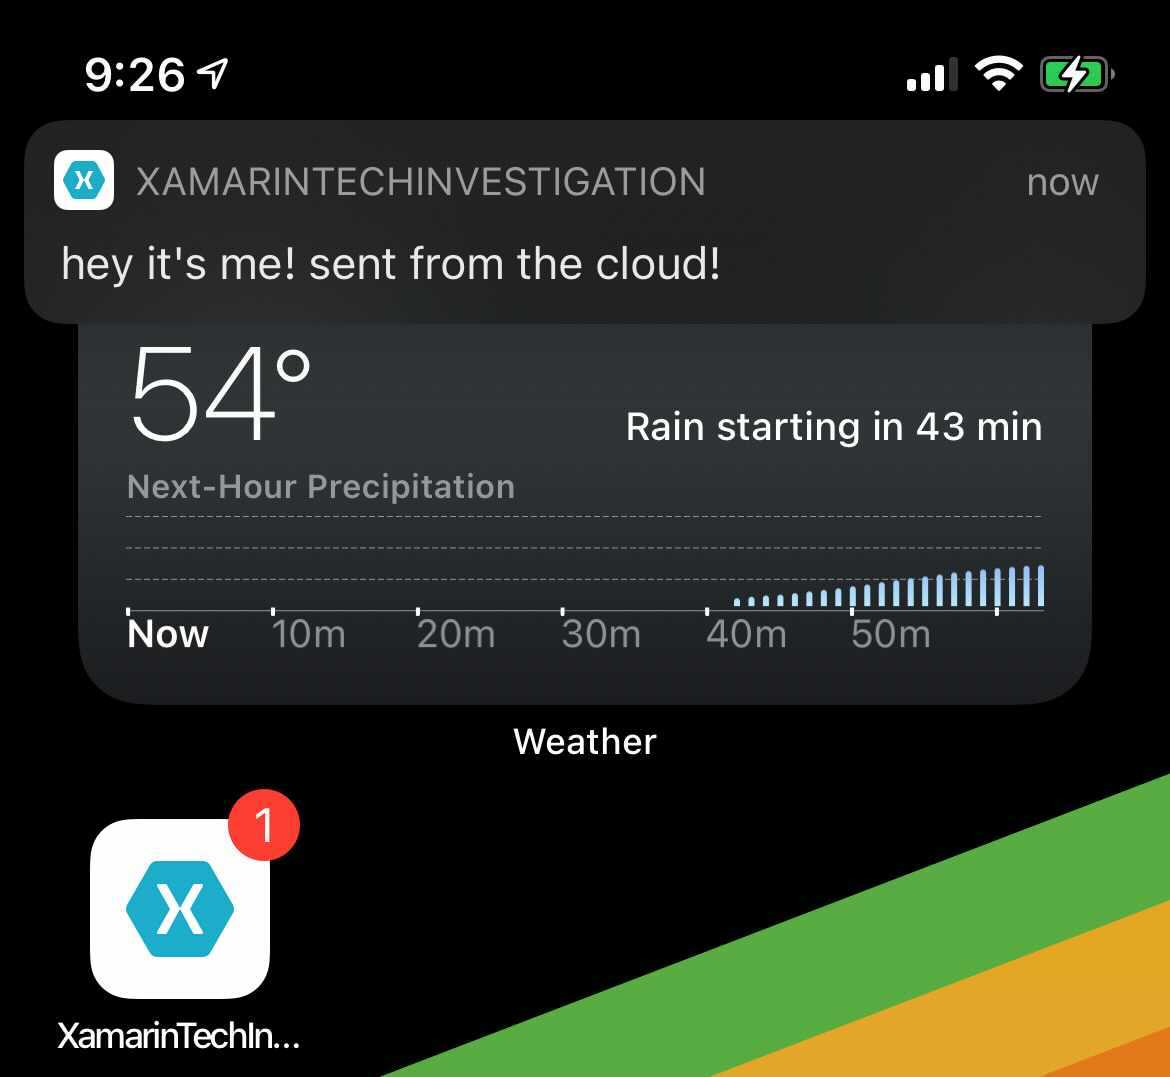 9:26
XAMARINTECHINVESTIGATION now
hey it's me! sent from the cloud!
54°
Rain starting in 43 min
Next-Hour Precipitation
Now 10m 20m 30m 40m 50m
Weather
1
XamarinTechIn...